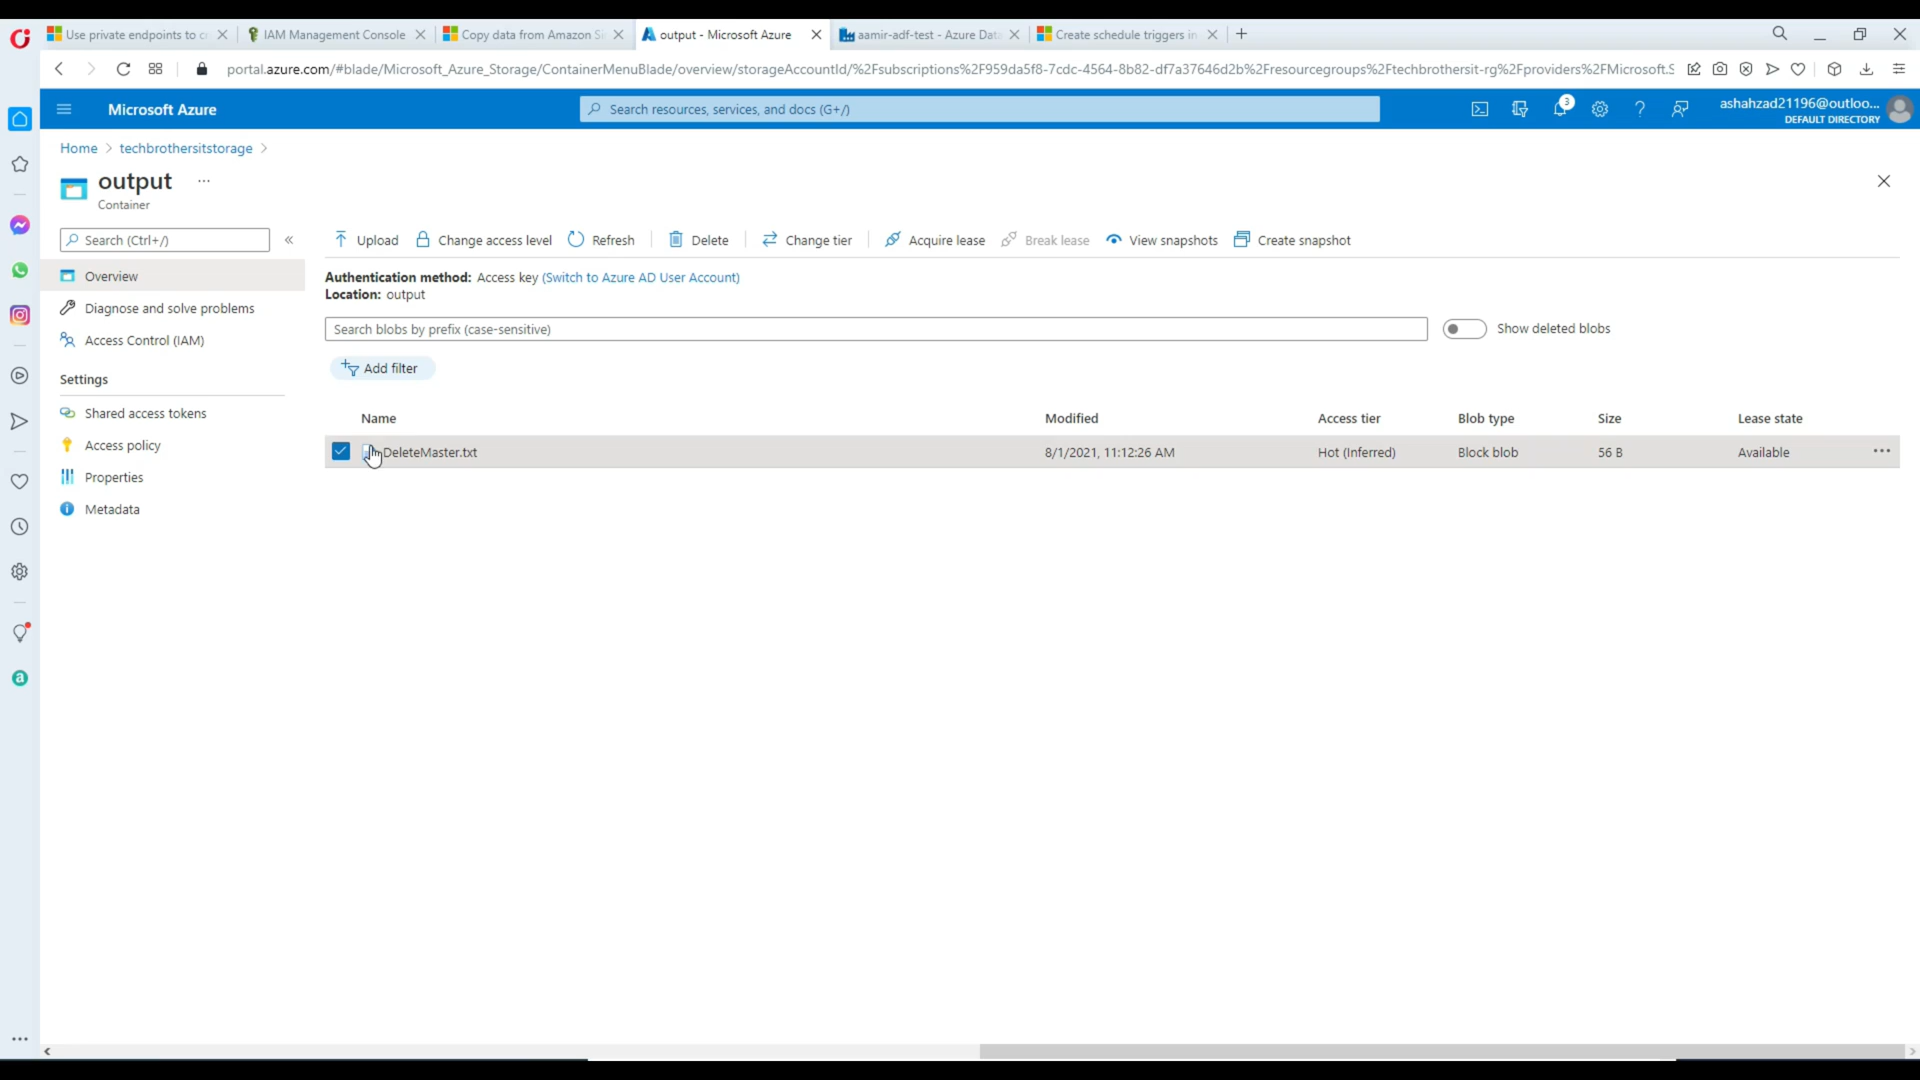 Use private endpoints to c
IAM Management Console
Copy data from Amazon Si
output - Microsoft Azure
aamir-adf-test - Azure Data
Create schedule triggers in
portal.azure.com/#blade/Microsoft_Azure_Storage/ContainerMenuBlade/overview/storageAccountId/%2Fsubscriptions%2F959da5f8-7cdc-4564-8b82-df7a37646d2b%2Fresourcegroups%2Ftechbrothersit-rg%2Fproviders%2FMicrosoft.S
Microsoft Azure
Search resources, services, and docs (G+/)
3
ashahzad21196@outloo...
DEFAULT DIRECTORY
Home > techbrothersitstorage >
output ...
Container
Search (Ctrl+/)
«
Upload
Change access level
Refresh
Delete
Change tier
Acquire lease
Break lease
View snapshots
Create snapshot
Overview
Diagnose and solve problems
Access Control (IAM)
Settings
Shared access tokens
Access policy
Properties
Metadata
Authentication method: Access key (Switch to Azure AD User Account)
Location: output
Search blobs by prefix (case-sensitive)
Show deleted blobs
Add filter
Name Modified Access tier Blob type Size Lease state
DeleteMaster.txt 8/1/2021, 11:12:26 AM Hot (Inferred) Block blob 56 B Available ...